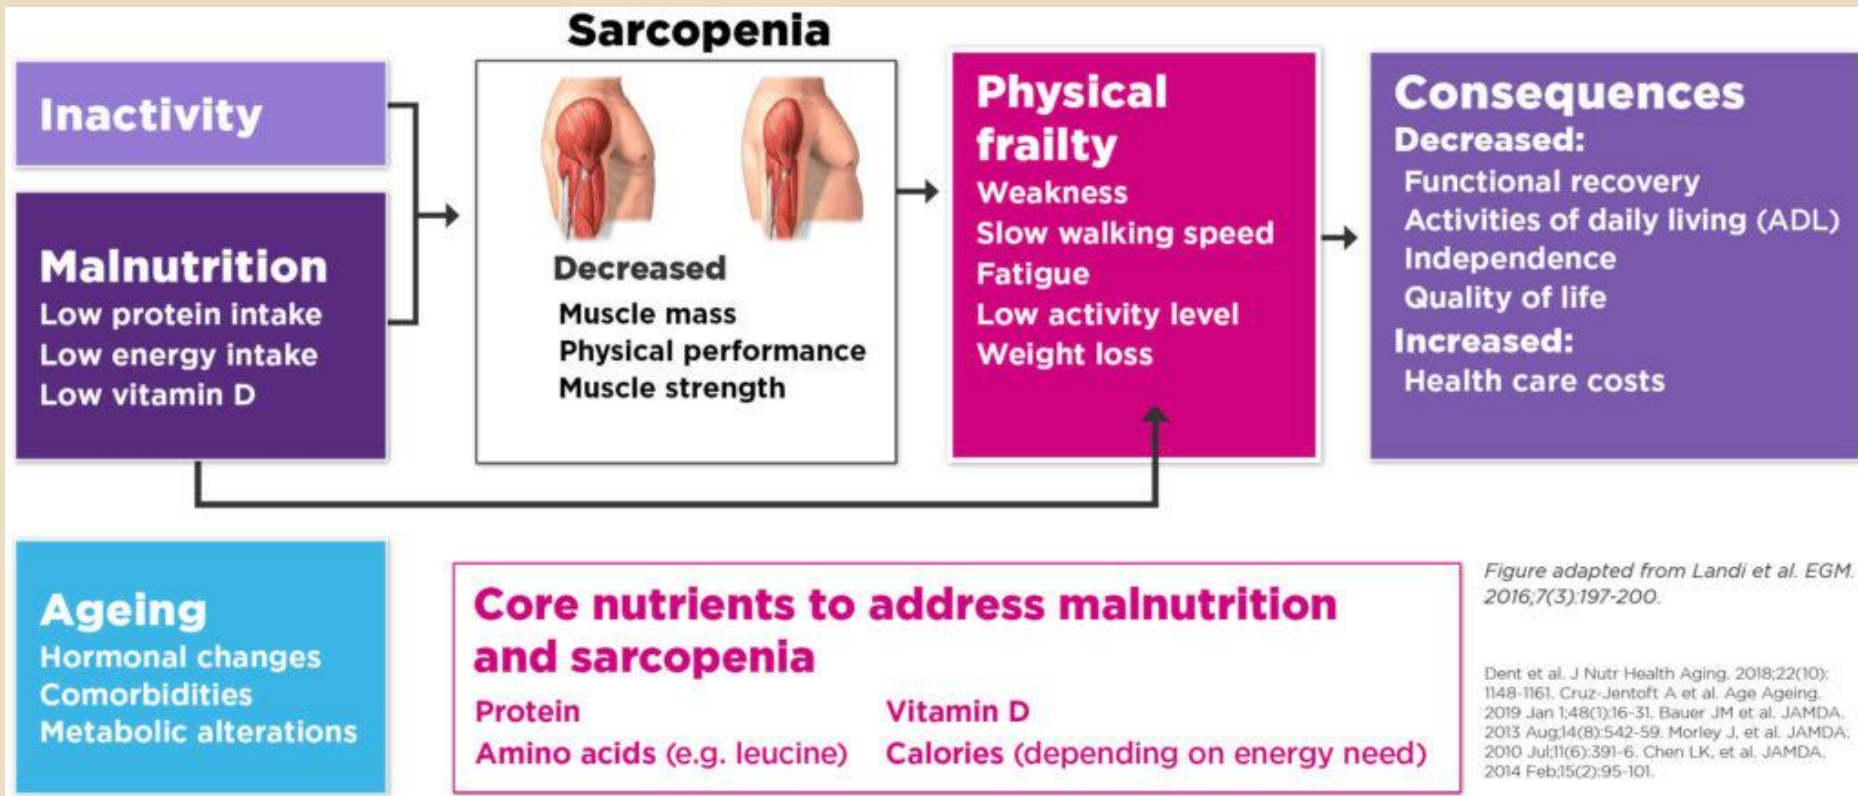 Sarcopenia
Inactivity
Malnutrition
Low protein intake
Low energy intake
Low vitamin D
Decreased
Muscle mass
Physical performance
Muscle strength
Physical
frailty
Weakness
Slow walking speed
Fatigue
Low activity level
Weight loss
Consequences
Decreased:
Functional recovery
Activities of daily living (ADL)
Independence
Quality of life
Increased:
Health care costs
Ageing
Hormonal changes
Comorbidities
Metabolic alterations
Core nutrients to address malnutrition
and sarcopenia
Protein
Amino acids (e.g. leucine)
Vitamin D
Calories (depending on energy need)
Figure adapted from Landi et al. EGM.
2016;7(3):197-200.
Dent et al. J Nutr Health Aging. 2018;22(10):
1148-1161. Cruz-Jentoft A et al. Age Ageing.
2019 Jan 1;48(1):16-31. Bauer JM et al. JAMDA.
2013 Aug;14(8):542-59. Morley J, et al. JAMDA.
2010 Jul;11(6):391-6. Chen LK, et al. JAMDA.
2014 Feb;15(2):95-101.